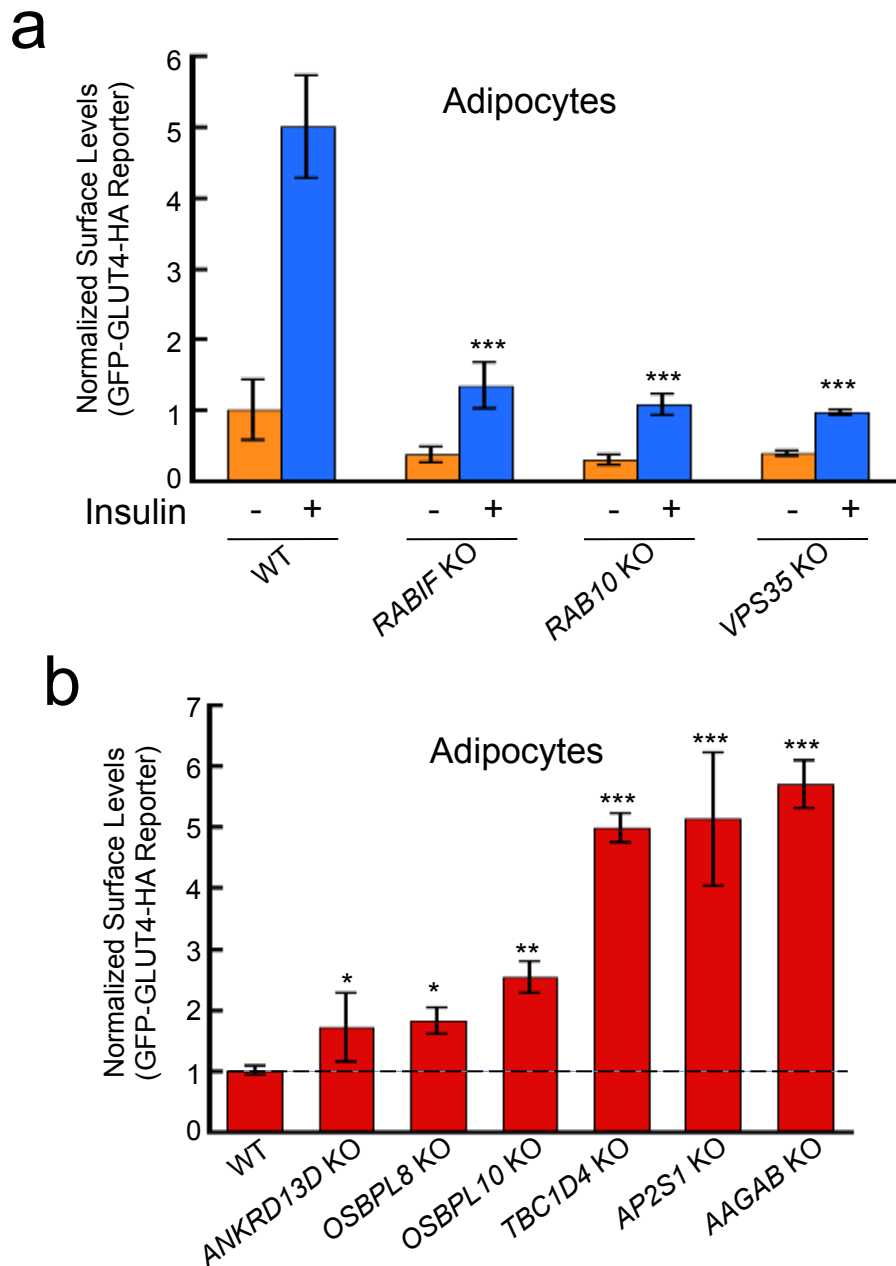 a
Normalized Surface Levels
(GFP-GLUT4-HA Reporter)
6
5
4
3
2
1
0
Adipocytes
***
***
***
Insulin - + - + - + - +
WT
RABIF KO
RAB10 KO
VPS35 KO
b
Normalized Surface Levels
(GFP-GLUT4-HA Reporter)
7
6
5
4
3
2
1
0
Adipocytes
*
*
**
***
***
***
WT
ANKRD13D KO
OSBPL8 KO
OSBPL10 KO
TBC1D4 KO
AP2S1 KO
AAGAB KO